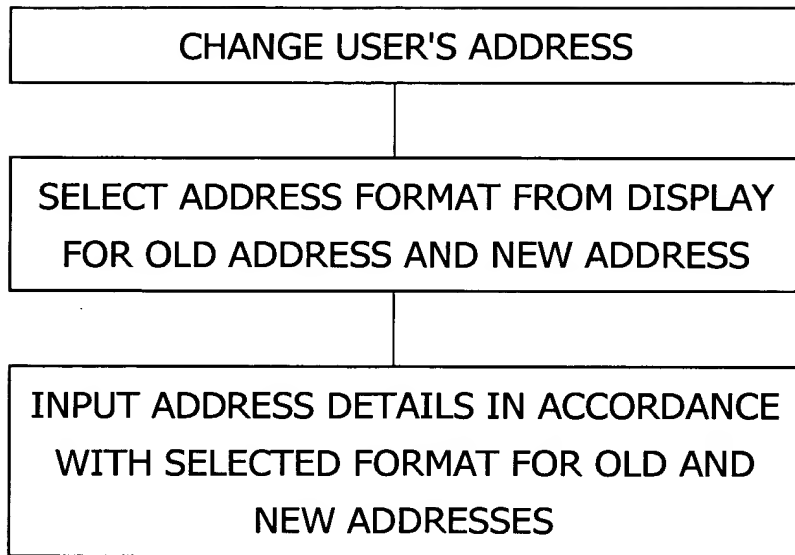 CHANGE USER'S ADDRESS
SELECT ADDRESS FORMAT FROM DISPLAY
FOR OLD ADDRESS AND NEW ADDRESS
INPUT ADDRESS DETAILS IN ACCORDANCE
WITH SELECTED FORMAT FOR OLD AND
NEW ADDRESSES